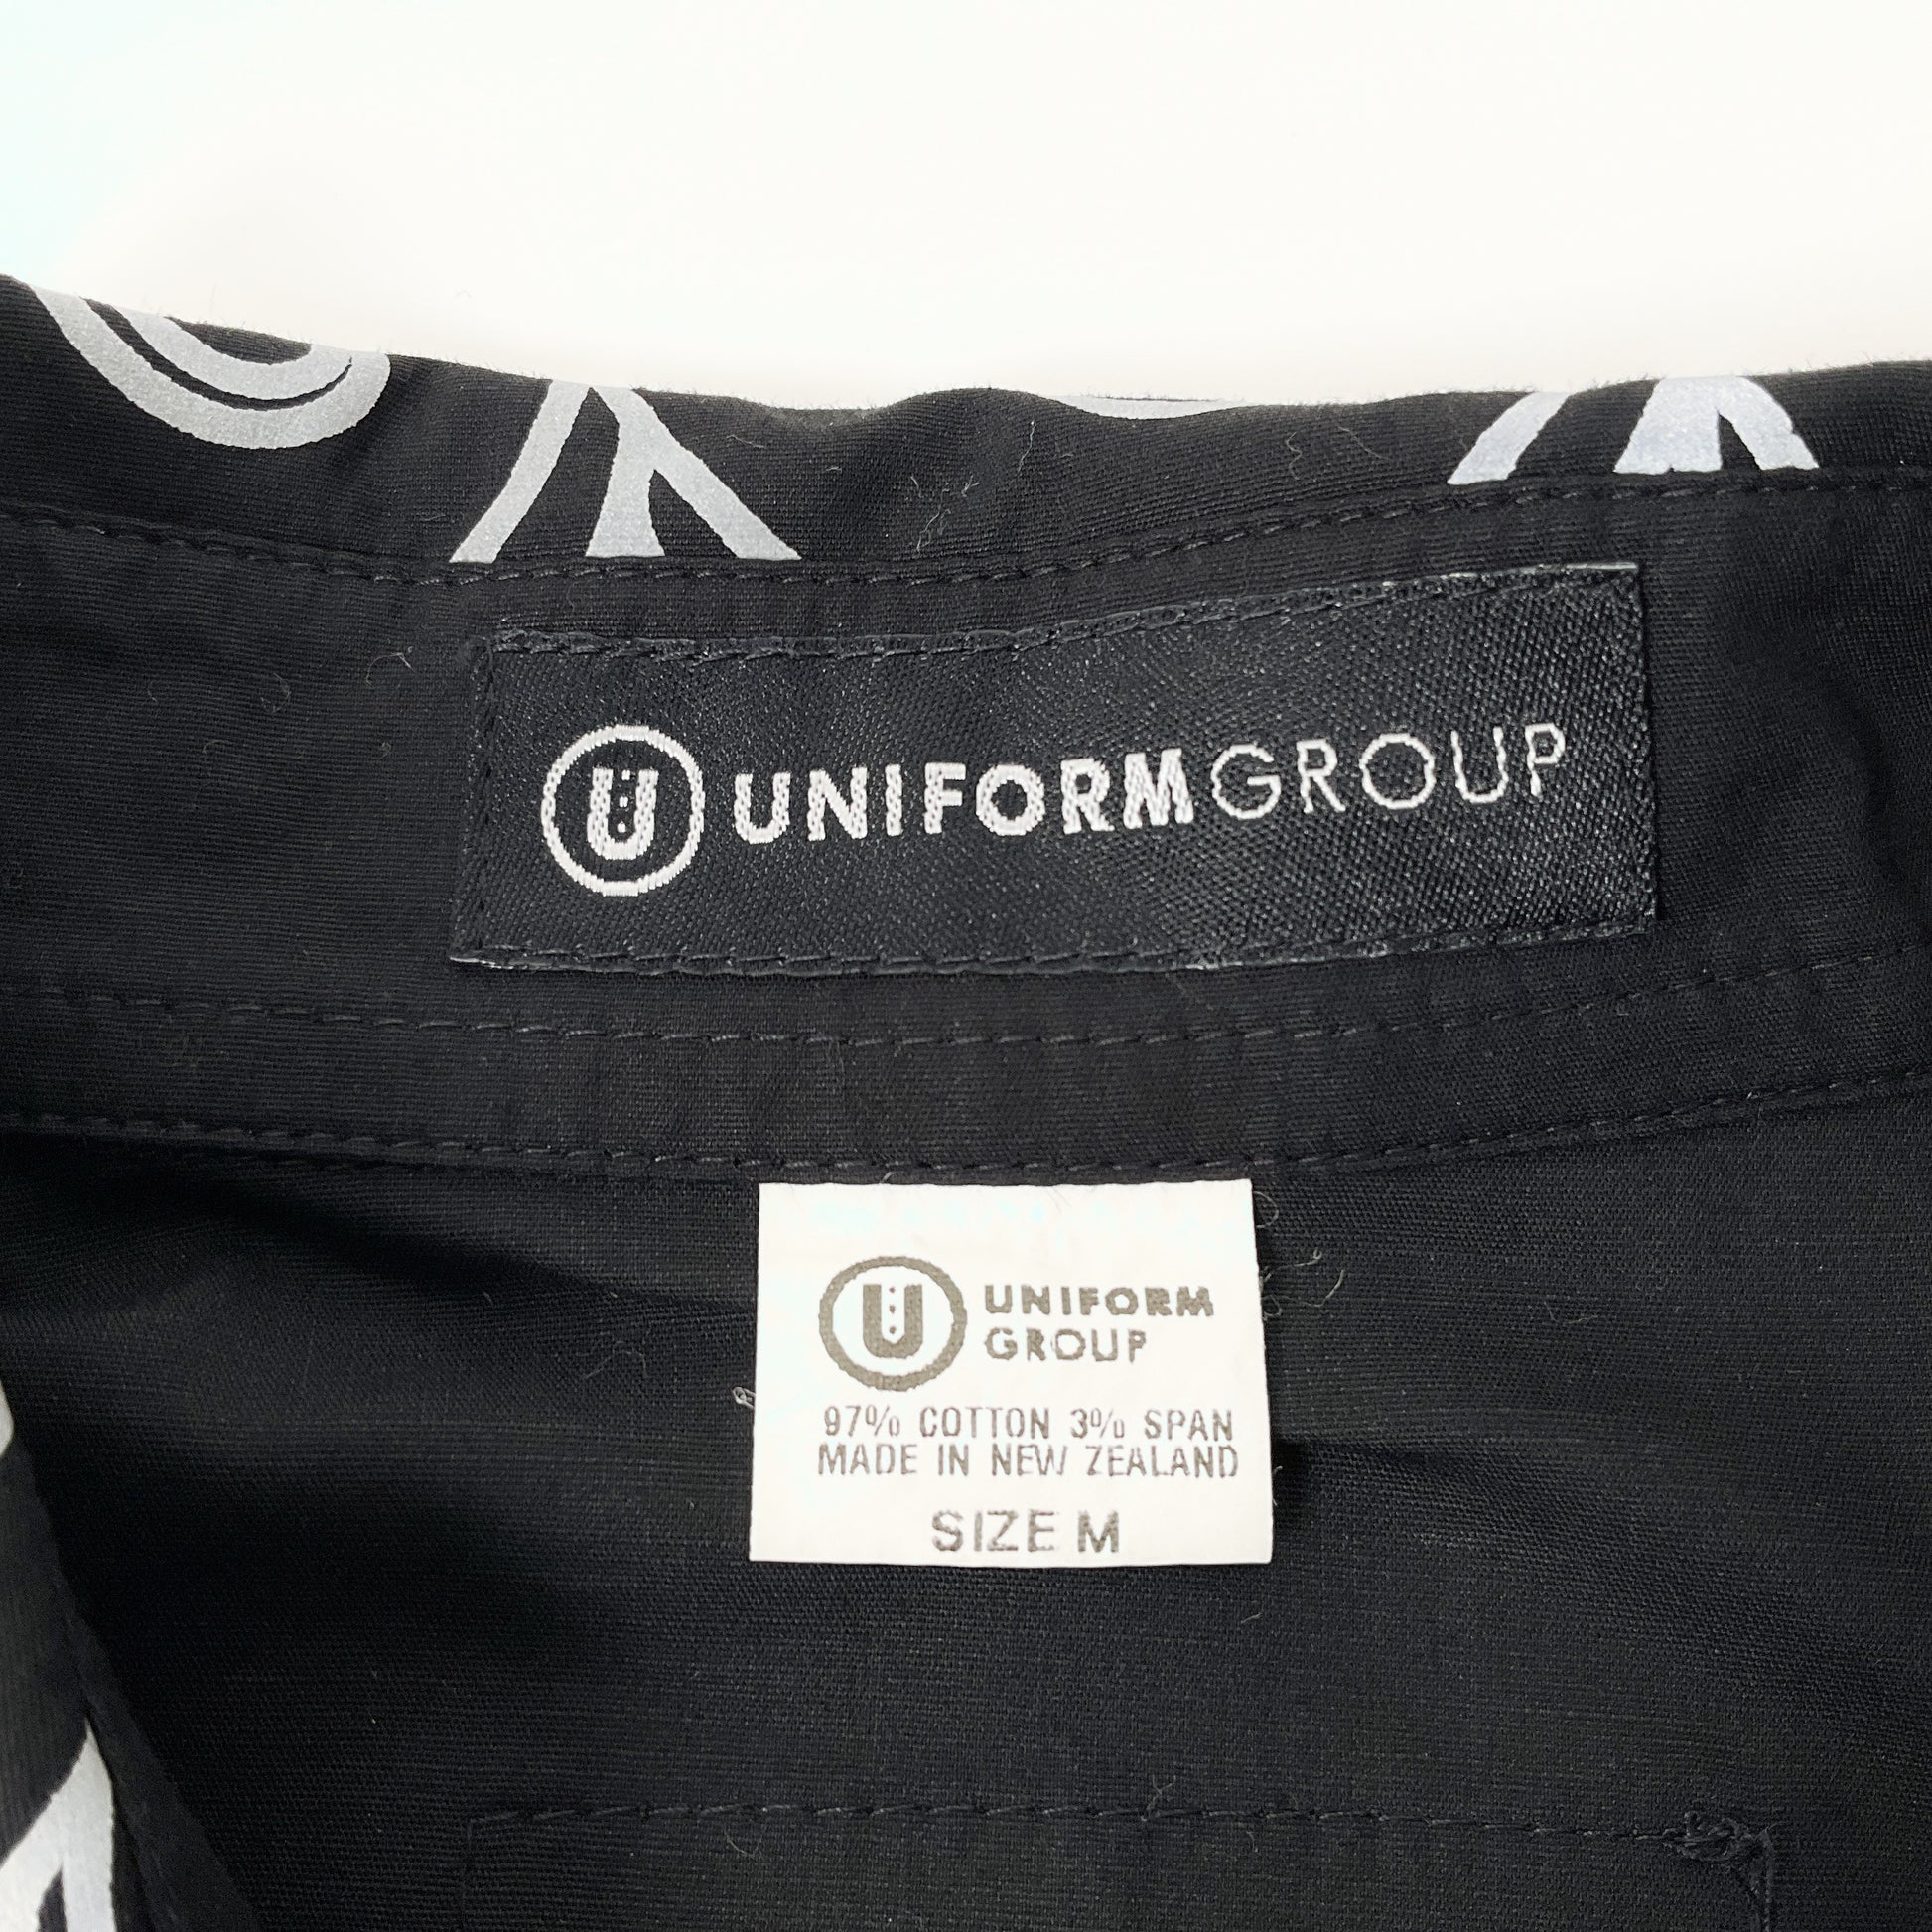 U UNIFORMGROUP
U UNIFORM
GROUP
97% COTTON 3% SPAN
MADE IN NEW ZEALAND
SIZE M